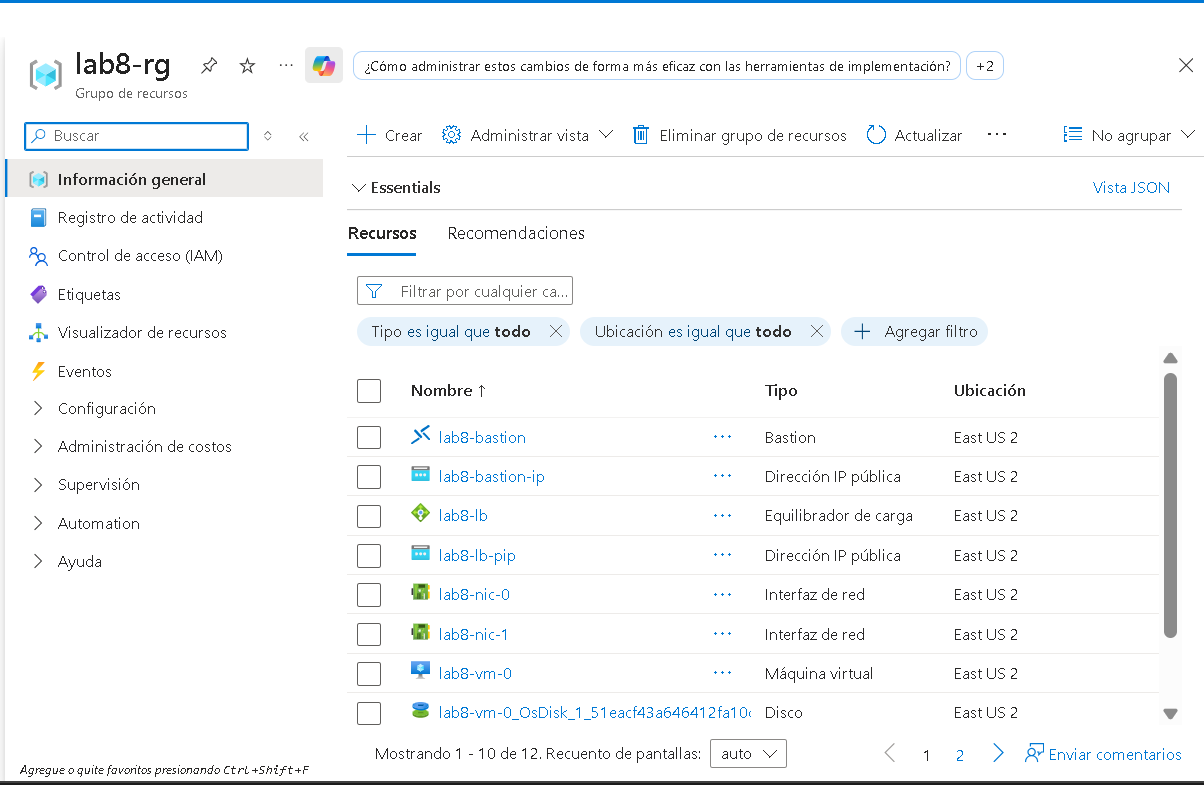 lab8-rg
Grupo de recursos
¿Cómo administrar estos cambios de forma más eficaz con las herramientas de implementación?
+2
Buscar
Crear
Administrar vista
Eliminar grupo de recursos
Actualizar
No agrupar
Información general
Registro de actividad
Control de acceso (IAM)
Etiquetas
Visualizador de recursos
Eventos
Configuración
Administración de costos
Supervisión
Automation
Ayuda
Agregue o quite favoritos presionando Ctrl+Shift+F
Essentials
Vista JSON
Recursos Recomendaciones
Filtrar por cualquier ca...
Tipo es igual que todo
Ubicación es igual que todo
Agregar filtro
Nombre ↑ Tipo Ubicación
lab8-bastion ... Bastion East US 2
lab8-bastion-ip ... Dirección IP pública East US 2
lab8-lb ... Equilibrador de carga East US 2
lab8-lb-pip ... Dirección IP pública East US 2
lab8-nic-0 ... Interfaz de red East US 2
lab8-nic-1 ... Interfaz de red East US 2
lab8-vm-0 ... Máquina virtual East US 2
lab8-vm-0_OsDisk_1_51eacf43a646412fa10 Disco East US 2
Mostrando 1 - 10 de 12. Recuento de pantallas: auto
1 2
Enviar comentarios